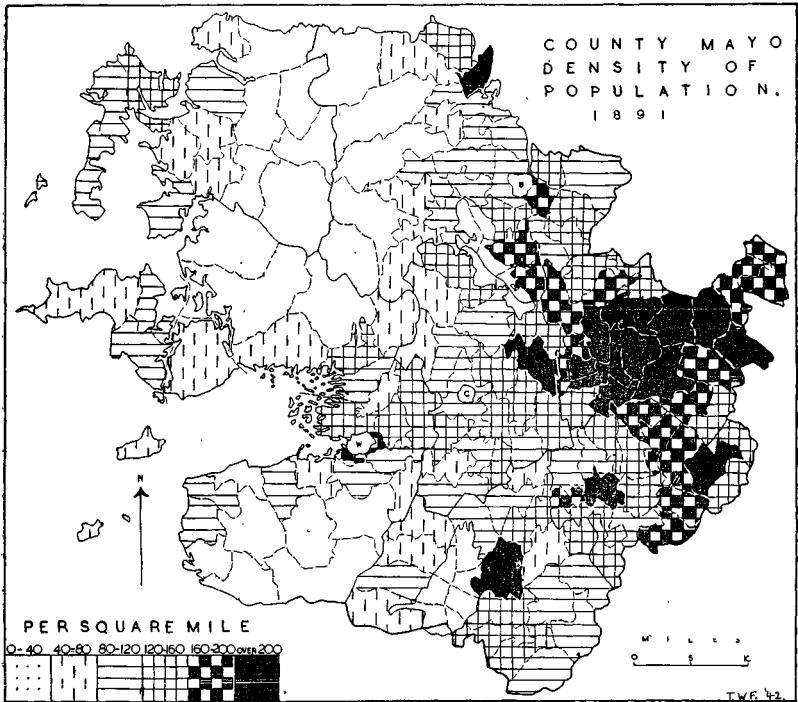 COUNTY MAYO
DENSITY OF
POPULATION.
1891
B
C
W
N
PER SQUARE MILE
0-40 40=80 80-120 120-160 160-200 OVER 200
MILES
0 5 10
T.W.F. '42.